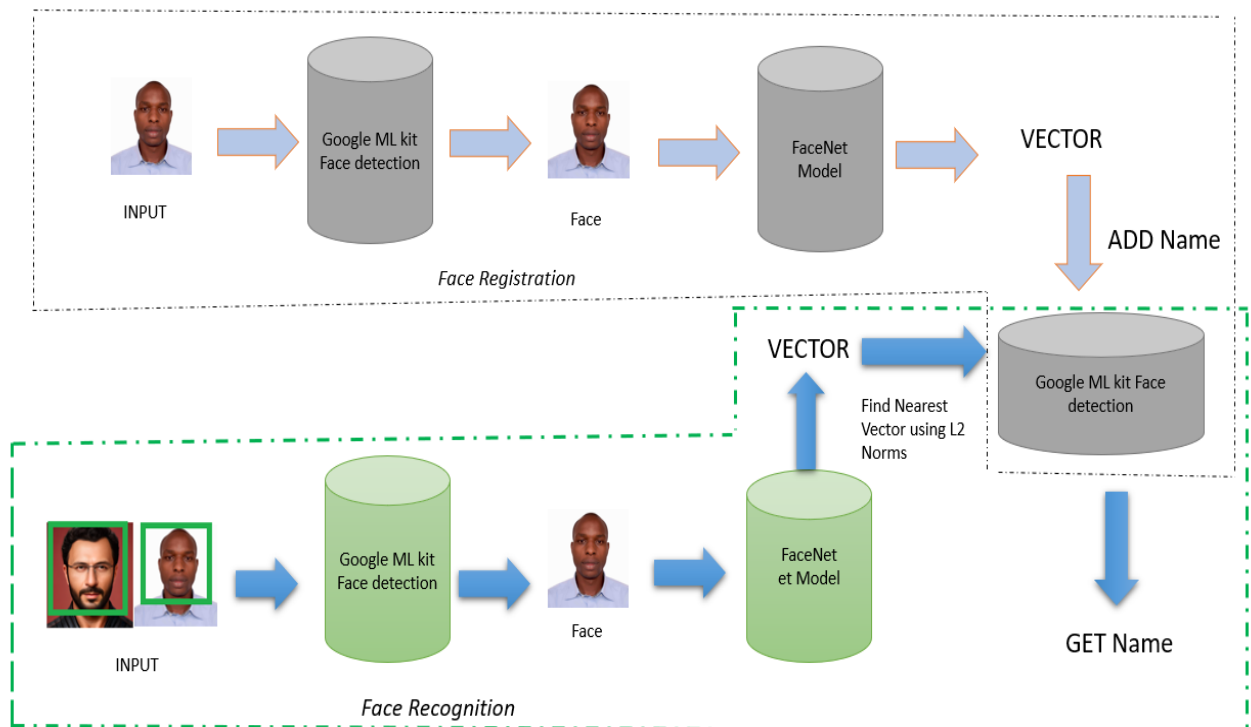 Google ML kit
Face detection
FaceNet
Model
VECTOR
INPUT
Face
ADD Name
Face Registration
VECTOR
Google ML kit Face
detection
Find Nearest
Vector using L2
Norms
Google ML kit
Face detection
FaceNet
et Model
INPUT
Face
GET Name
Face Recognition